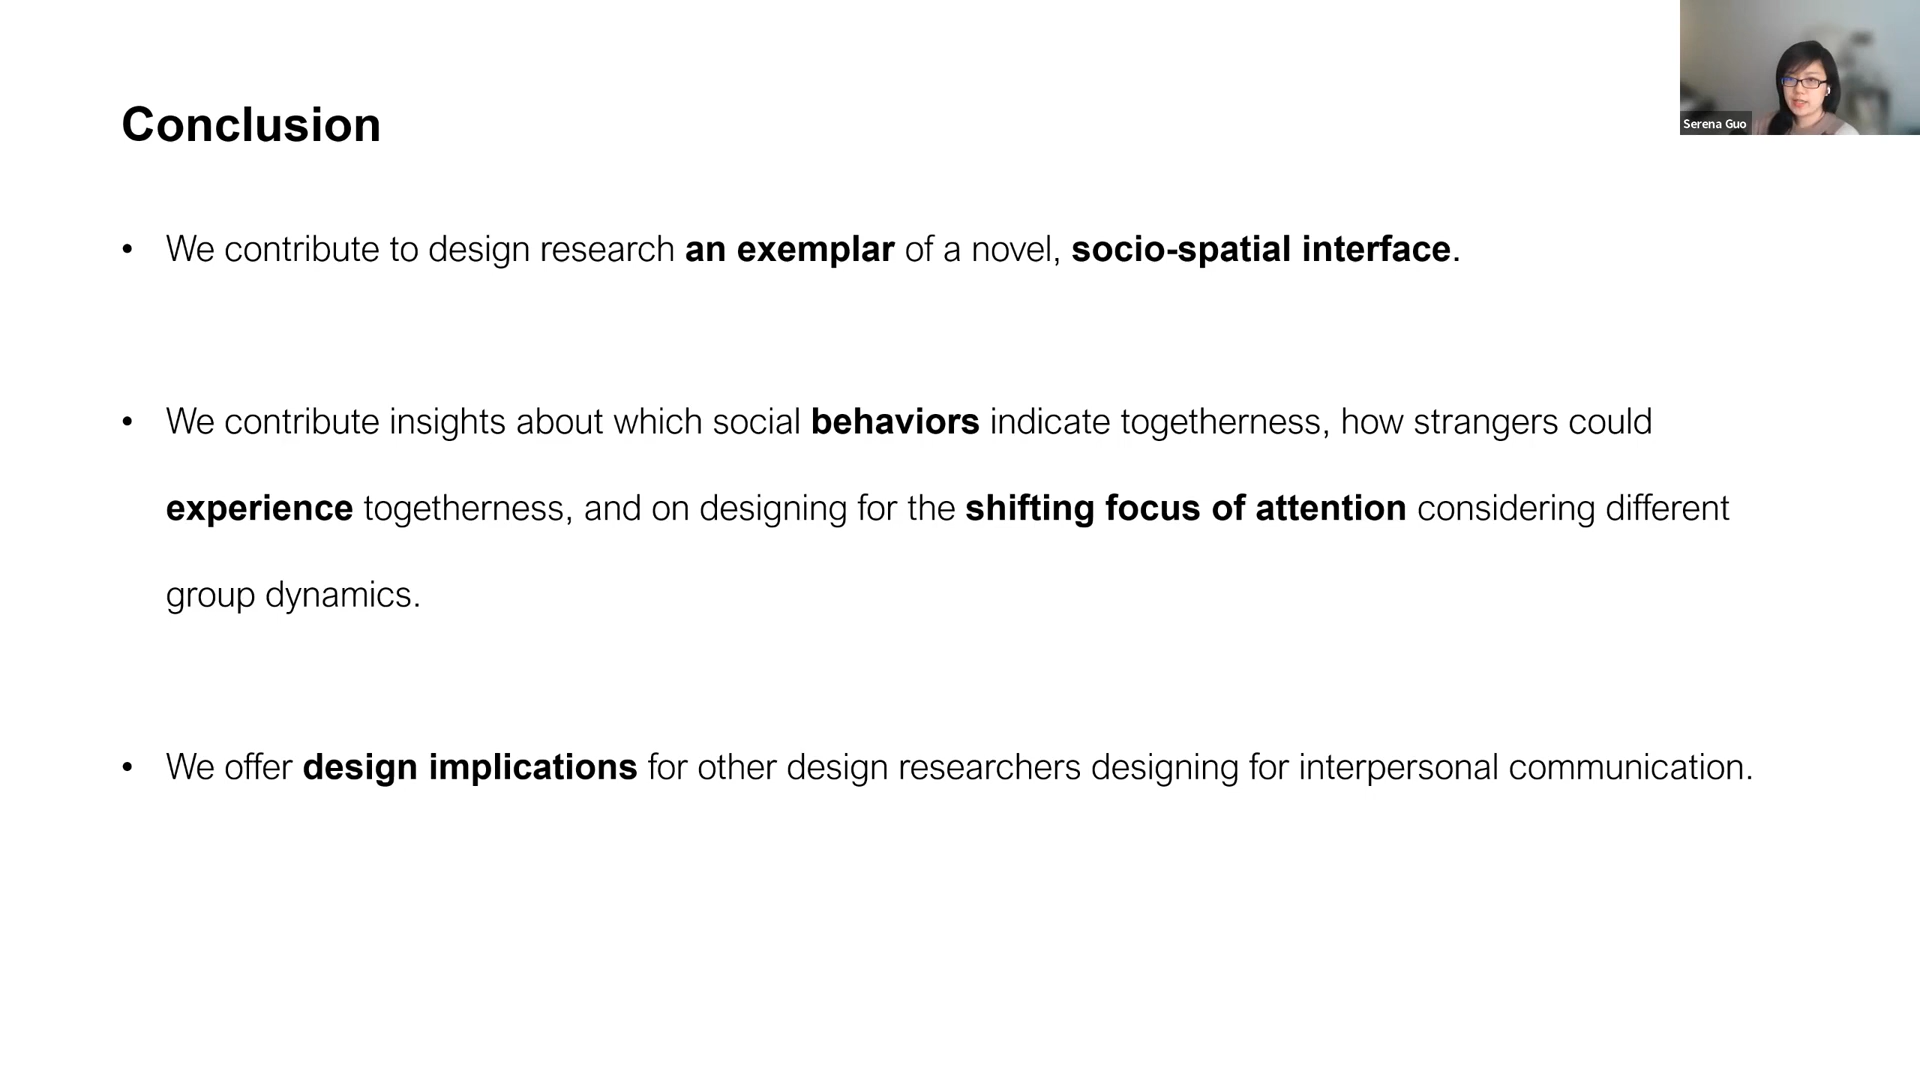 Serena Guo
Conclusion
• We contribute to design research an exemplar of a novel, socio-spatial interface.
• We contribute insights about which social behaviors indicate togetherness, how strangers could
experience togetherness, and on designing for the shifting focus of attention considering different
group dynamics.
• We offer design implications for other design researchers designing for interpersonal communication.